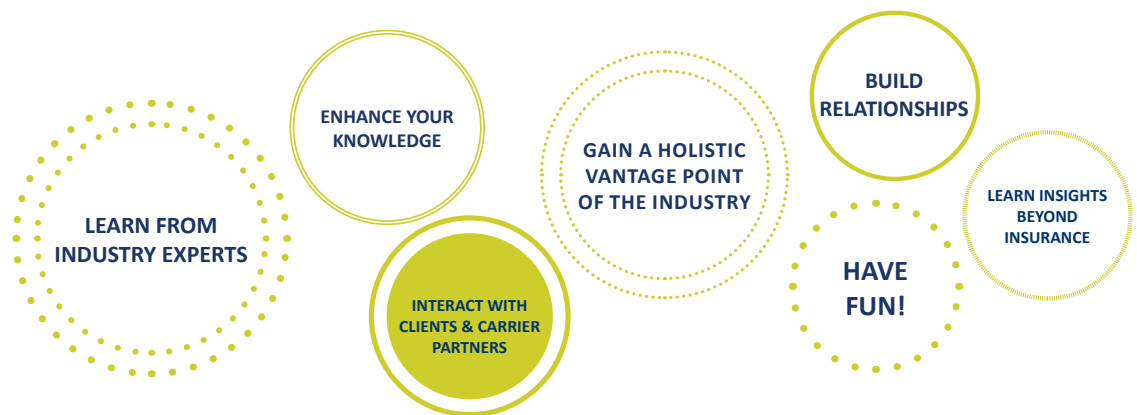 LEARN FROM
INDUSTRY EXPERTS
ENHANCE YOUR
KNOWLEDGE
INTERACT WITH
CLIENTS & CARRIER
PARTNERS
GAIN A HOLISTIC
VANTAGE POINT
OF THE INDUSTRY
BUILD
RELATIONSHIPS
HAVE
FUN!
LEARN INSIGHTS
BEYOND
INSURANCE